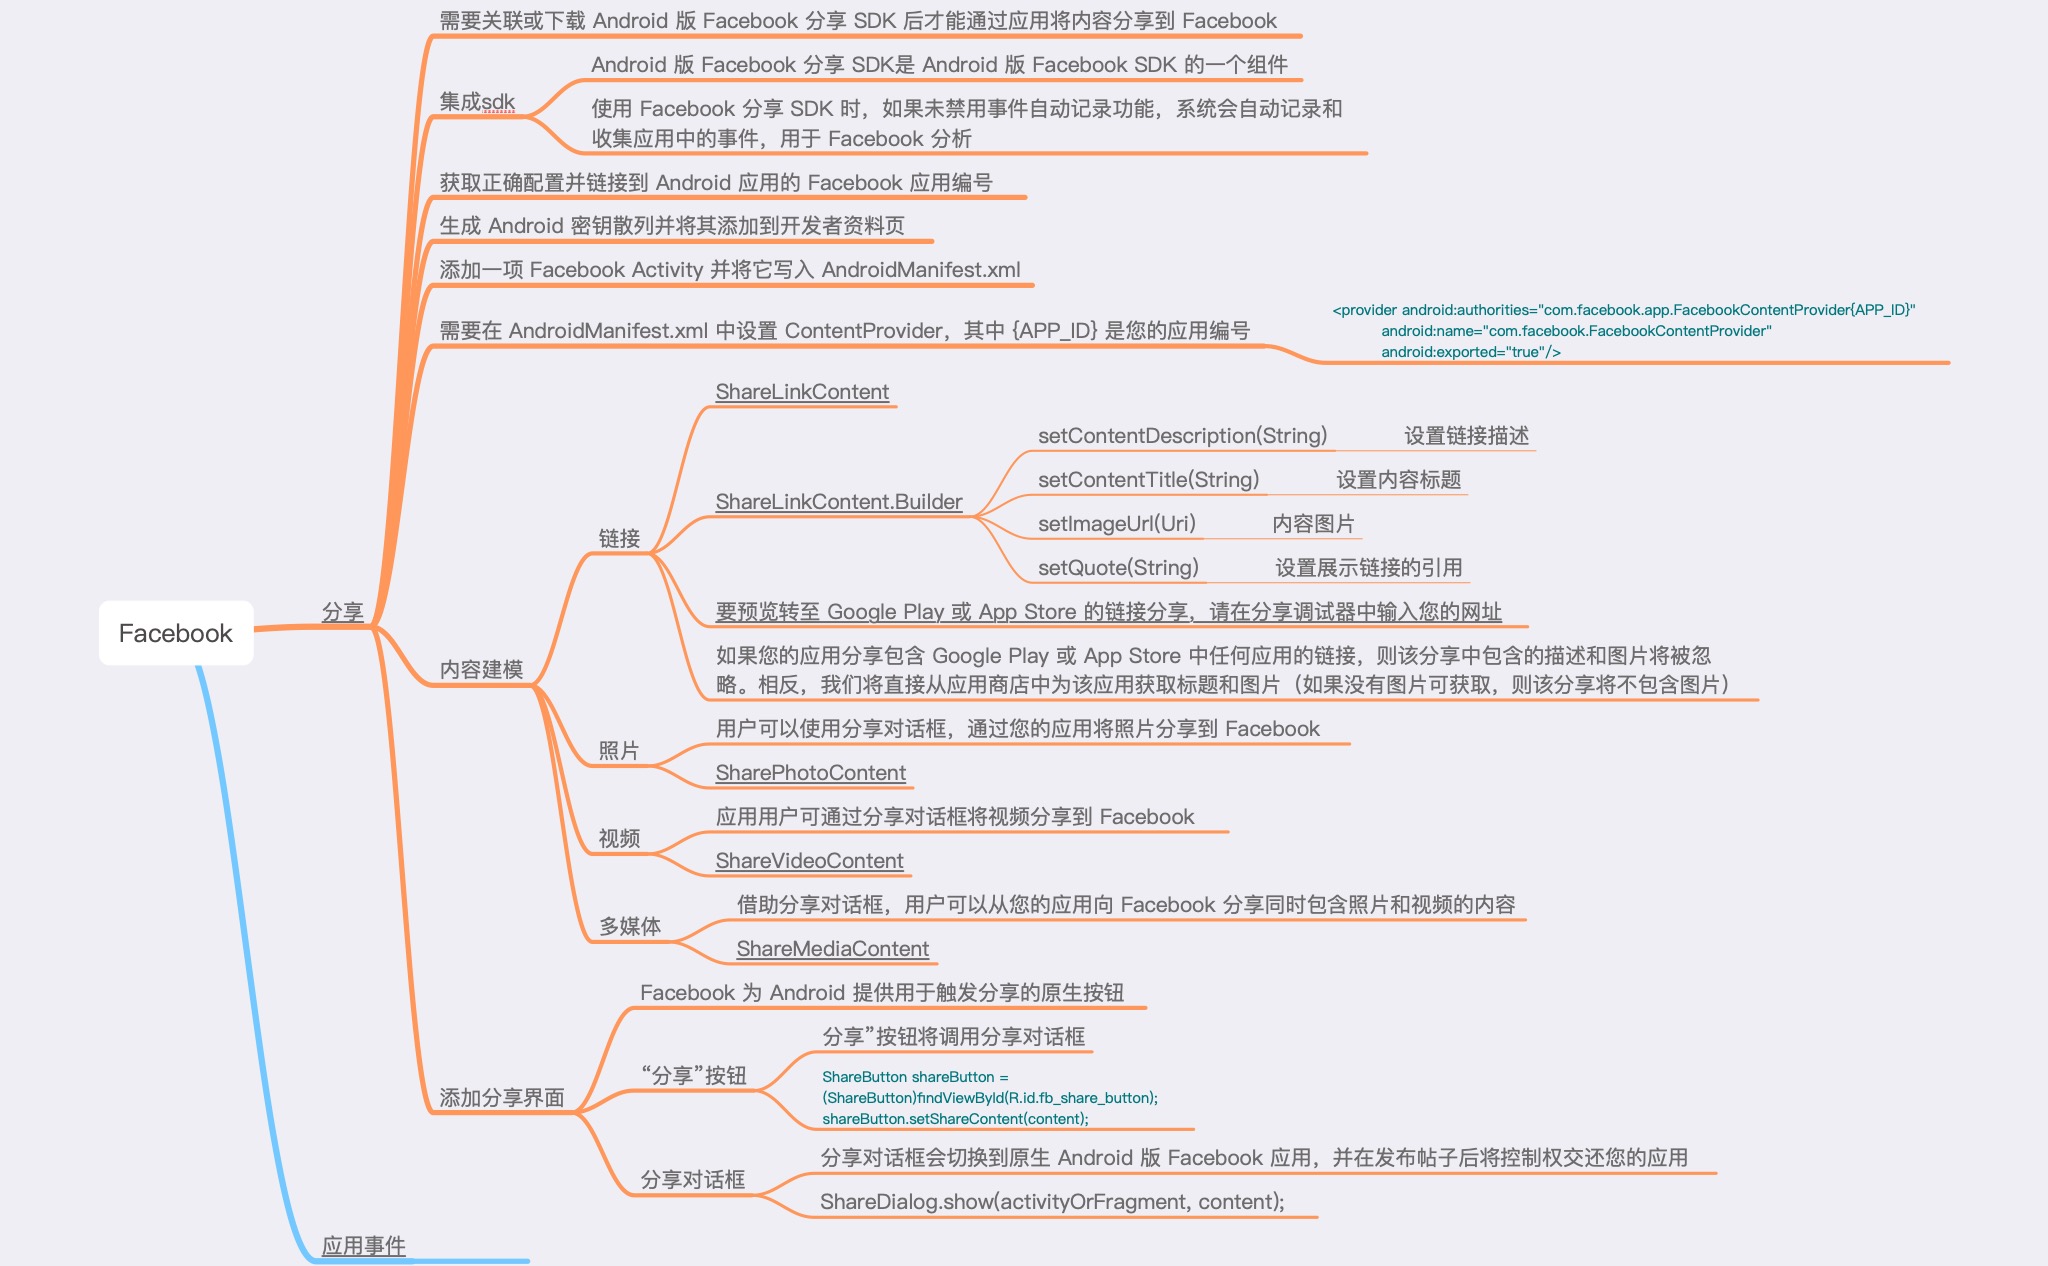 需要关联或下载 Android 版 Facebook 分享 SDK 后才能通过应用将内容分享到 Facebook
Android 版 Facebook 分享 SDK是 Android 版 Facebook SDK 的一个组件
集成sdk
使用 Facebook 分享 SDK 时，如果未禁用事件自动记录功能，系统会自动记录和
收集应用中的事件，用于 Facebook 分析
获取正确配置并链接到 Android 应用的 Facebook 应用编号
生成 Android 密钥散列并将其添加到开发者资料页
添加一项 Facebook Activity 并将它写入 AndroidManifest.xml
需要在 AndroidManifest.xml 中设置 ContentProvider，其中 {APP_ID} 是您的应用编号
<provider android:authorities="com.facebook.app.FacebookContentProvider{APP_ID}"
android:name="com.facebook.FacebookContentProvider"
android:exported="true"/>
ShareLinkContent
setContentDescription(String) 设置链接描述
setContentTitle(String) 设置内容标题
ShareLinkContent.Builder
setImageUrl(Uri) 内容图片
链接
setQuote(String) 设置展示链接的引用
分享
要预览转至 Google Play 或 App Store 的链接分享，请在分享调试器中输入您的网址
Facebook
如果您的应用分享包含 Google Play 或 App Store 中任何应用的链接，则该分享中包含的描述和图片将被忽
略。相反，我们将直接从应用商店中为该应用获取标题和图片（如果没有图片可获取，则该分享将不包含图片）
内容建模
用户可以使用分享对话框，通过您的应用将照片分享到 Facebook
照片
SharePhotoContent
应用用户可通过分享对话框将视频分享到 Facebook
视频
ShareVideoContent
借助分享对话框，用户可以从您的应用向 Facebook 分享同时包含照片和视频的内容
多媒体
ShareMediaContent
Facebook 为 Android 提供用于触发分享的原生按钮
分享”按钮将调用分享对话框
“分享”按钮
ShareButton shareButton =
(ShareButton)findViewById(R.id.fb_share_button);
shareButton.setShareContent(content);
添加分享界面
分享对话框会切换到原生 Android 版 Facebook 应用，并在发布帖子后将控制权交还您的应用
分享对话框
ShareDialog.show(activityOrFragment, content);
应用事件